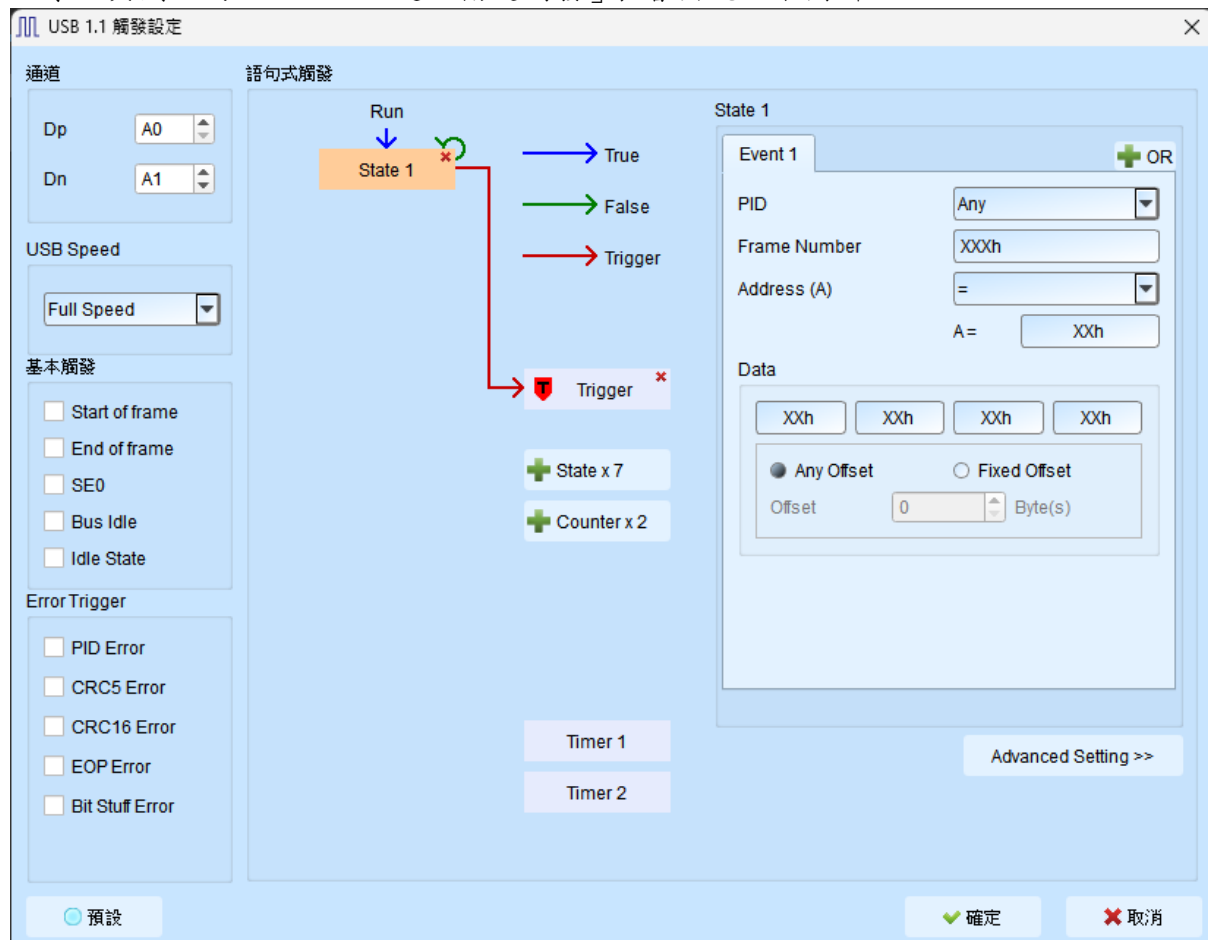 USB 1.1 觸發設定
通道
Dp
A0
Dn
A1
USB Speed
Full Speed
基本觸發
Start of frame
End of frame
SE0
Bus Idle
Idle State
Error Trigger
PID Error
CRC5 Error
CRC16 Error
EOP Error
Bit Stuff Error
語句式觸發
Run
State 1
True
False
Trigger
T Trigger
State x 7
Counter x 2
Timer 1
Timer 2
State 1
Event 1
OR
PID
Any
Frame Number
XXXh
Address (A)
=
A =
XXh
Data
XXh XXh XXh XXh
Any Offset
Fixed Offset
Offset
0
Byte(s)
Advanced Setting >>
預設
確定
取消